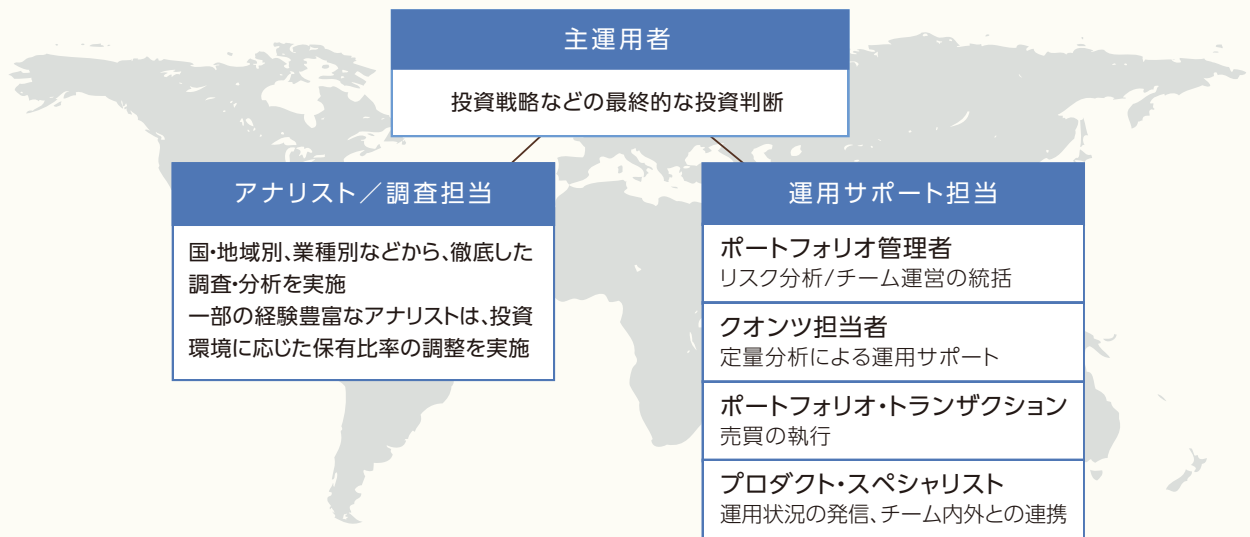 主運用者
投資戦略などの最終的な投資判断
アナリスト／調査担当
国・地域別、業種別などから、徹底した
調査・分析を実施
一部の経験豊富なアナリストは、投資
環境に応じた保有比率の調整を実施
運用サポート担当
ポートフォリオ管理者
リスク分析/チーム運営の統括
クオンツ担当者
定量分析による運用サポート
ポートフォリオ・トランザクション
売買の執行
プロダクト・スペシャリスト
運用状況の発信、チーム内外との連携